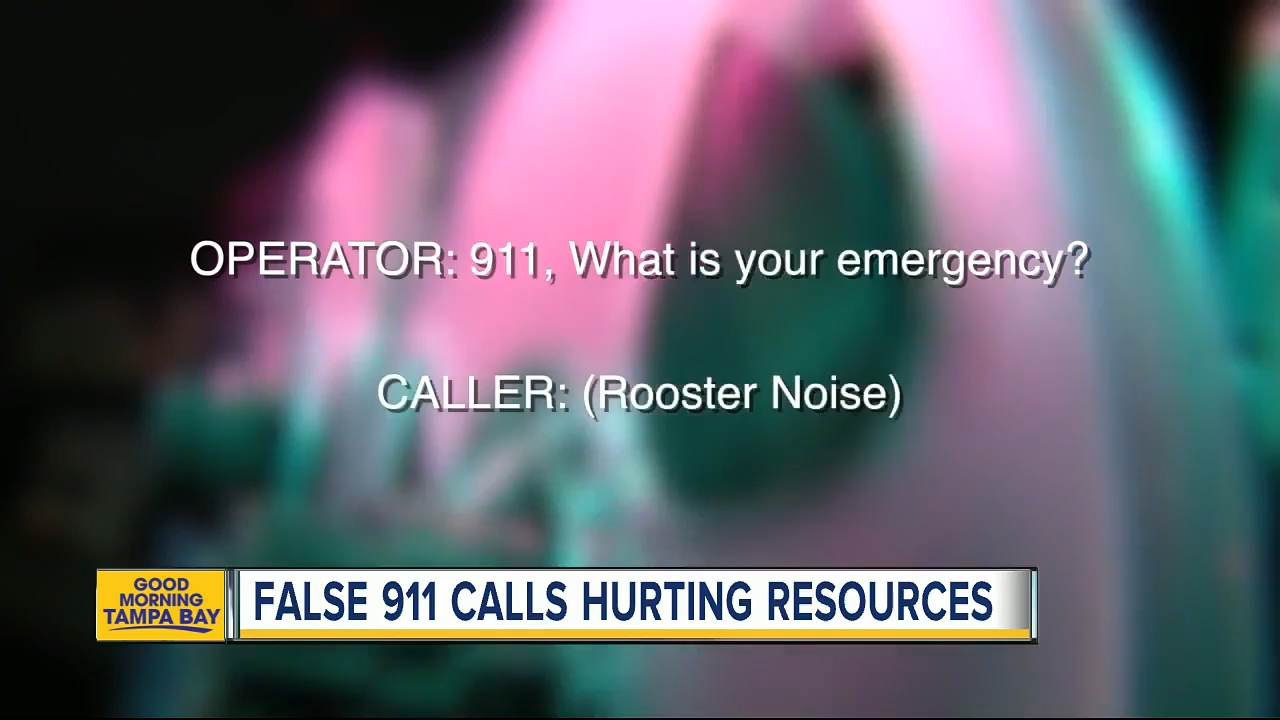 OPERATOR: 911, What is your emergency?
CALLER: (Rooster Noise)
GOOD
MORNING
TAMPA BAY
FALSE 911 CALLS HURTING RESOURCES